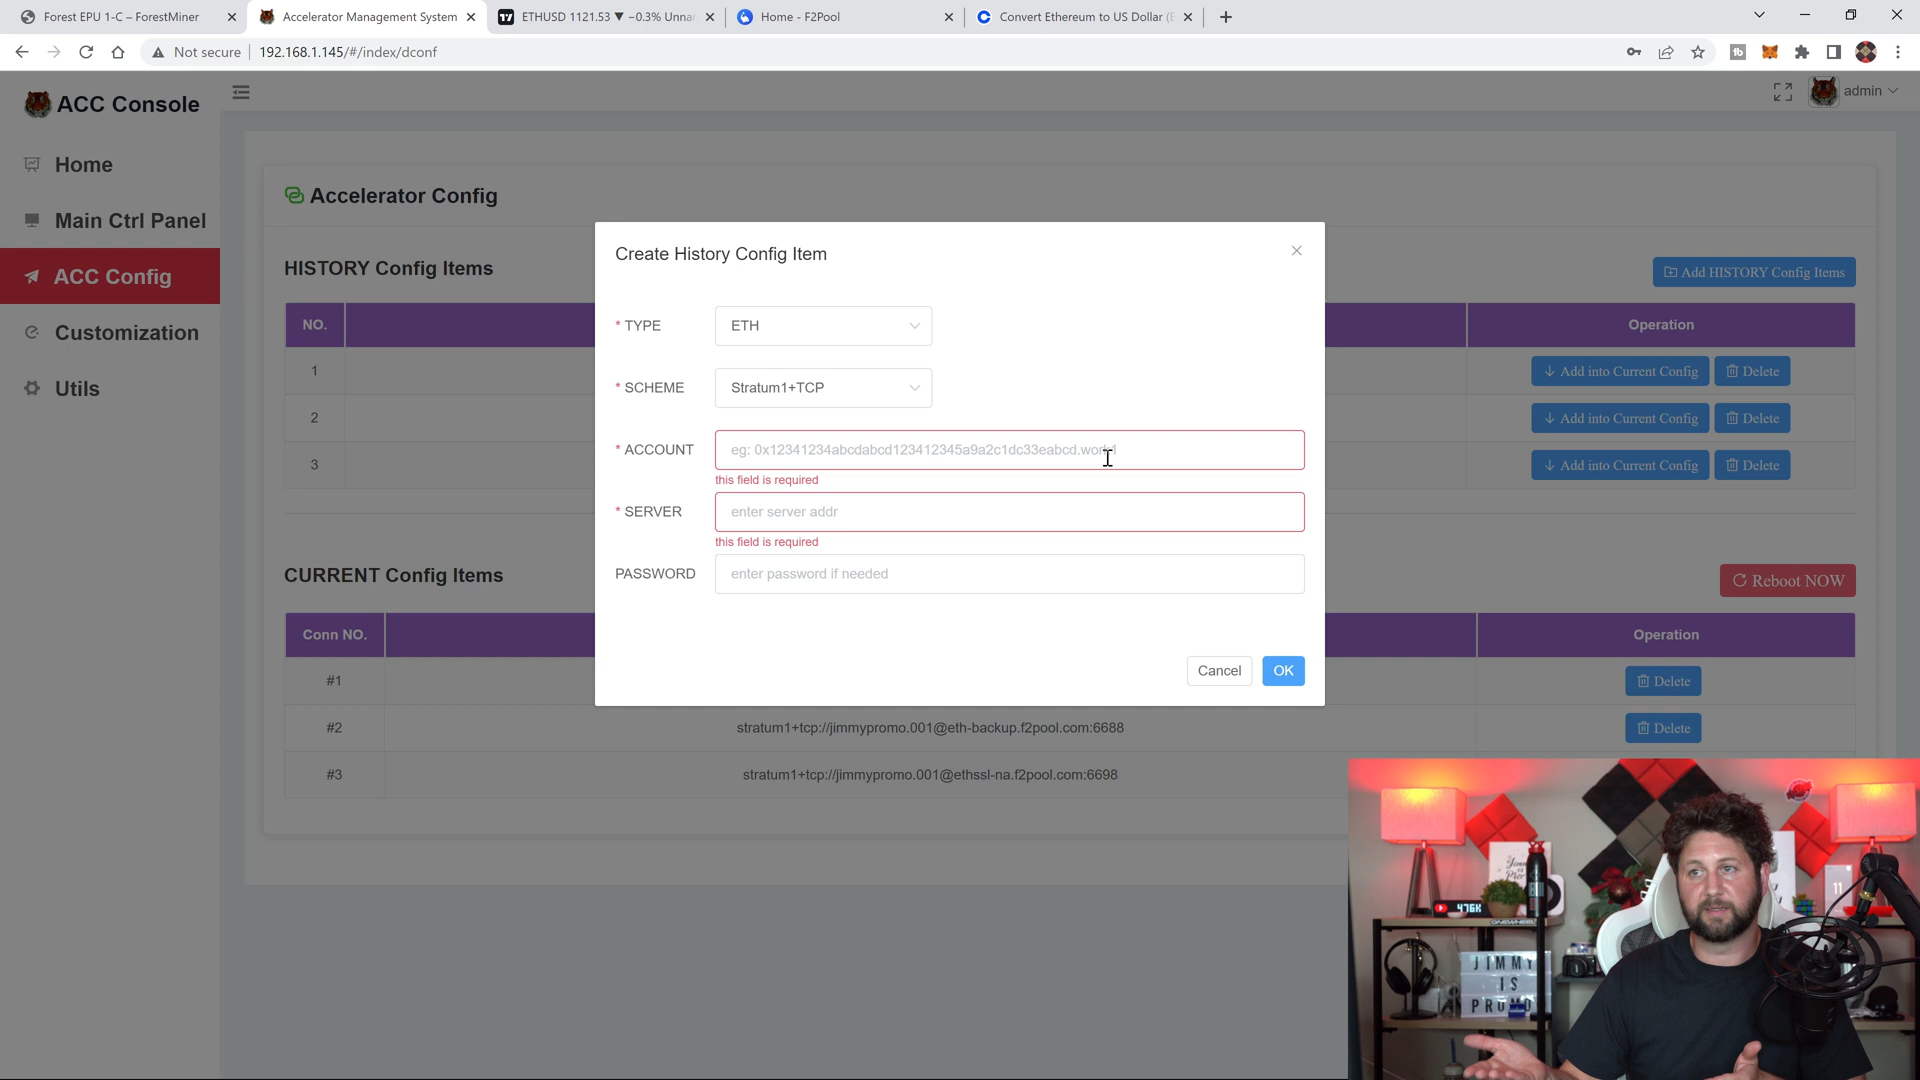 Forest EPU 1-C – ForestMiner
Accelerator Management System
ETHUSD 1121.53 ▼ −0.3% Unna
Home - F2Pool
Convert Ethereum to US Dollar (E
Not secure
192.168.1.145/#/index/dconf
ACC Console
admin
Home
Main Ctrl Panel
ACC Config
Customization
Utils
Accelerator Config
HISTORY Config Items
Add HISTORY Config Items
NO.
Operation
1
Add into Current Config
Delete
2
Add into Current Config
Delete
3
Add into Current Config
Delete
Create History Config Item
* TYPE
ETH
* SCHEME
Stratum1+TCP
* ACCOUNT
eg: 0x12341234abcdabcd123412345a9a2c1dc33eabcd.work1
this field is required
* SERVER
enter server addr
this field is required
PASSWORD
enter password if needed
Cancel
OK
CURRENT Config Items
Reboot NOW
Conn NO.
Operation
#1
Delete
#2
stratum1+tcp://jimmypromo.001@eth-backup.f2pool.com:6688
Delete
#3
stratum1+tcp://jimmypromo.001@ethssl-na.f2pool.com:6698
476K
ONEWHEEL
11
JIMMY
IS
PROMO